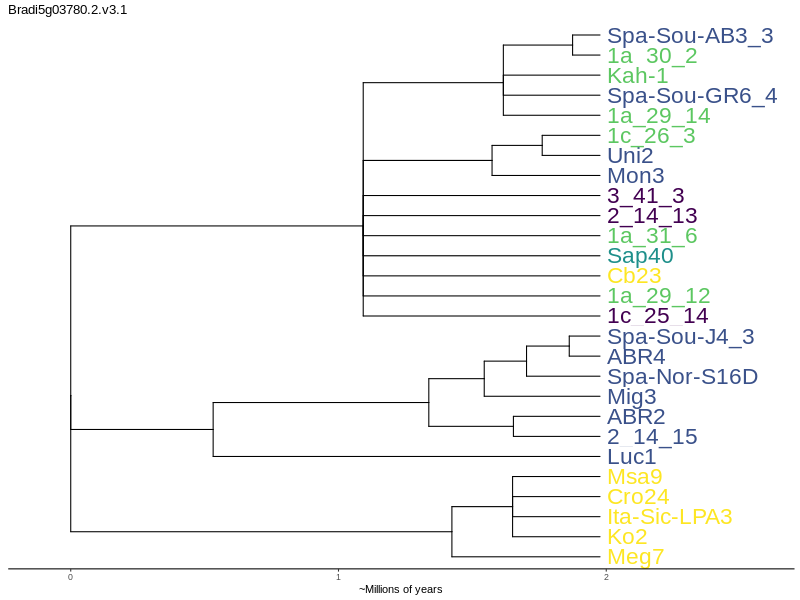 Bradi5g03780.2.v3.1
Spa-Sou-AB3_3
1a_30_2
Kah-1
Spa-Sou-GR6_4
1a_29_14
1c_26_3
Uni2
Mon3
3_41_3
2_14_13
1a_31_6
Sap40
Cb23
1a_29_12
1c_25_14
Spa-Sou-J4_3
ABR4
Spa-Nor-S16D
Mig3
ABR2
2_14_15
Luc1
Msa9
Cro24
Ita-Sic-LPA3
Ko2
Meg7
0 1 2
~Millions of years